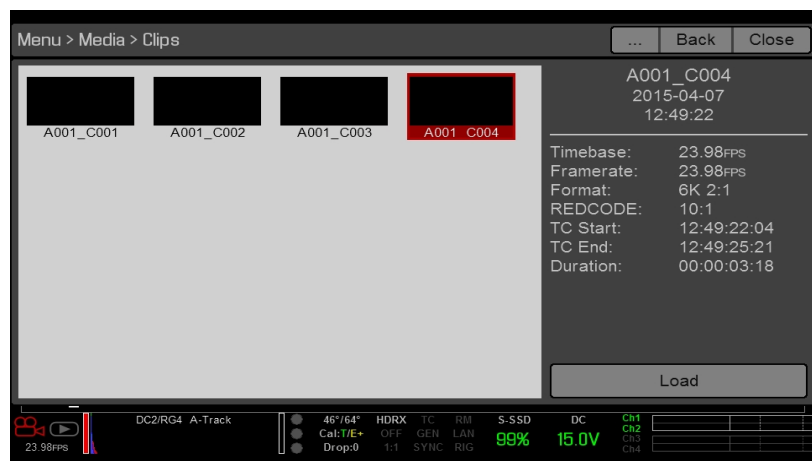 Menu > Media > Clips
... Back Close
A001_C001 A001_C002 A001_C003 A001_C004
A001_C004
2015-04-07
12:49:22
Timebase: 23.98FPS
Framerate: 23.98FPS
Format: 6K 2:1
REDCODE: 10:1
TC Start: 12:49:22:04
TC End: 12:49:25:21
Duration: 00:00:03:18
Load
DC2/RG4 A-Track 46°/64° HDRX TC RM S-SSD DC Ch1
Cal:T/E+ OFF GEN LAN 99% 15.0V Ch2
23.98FPS Drop:0 1:1 SYNC RIG Ch3
Ch4